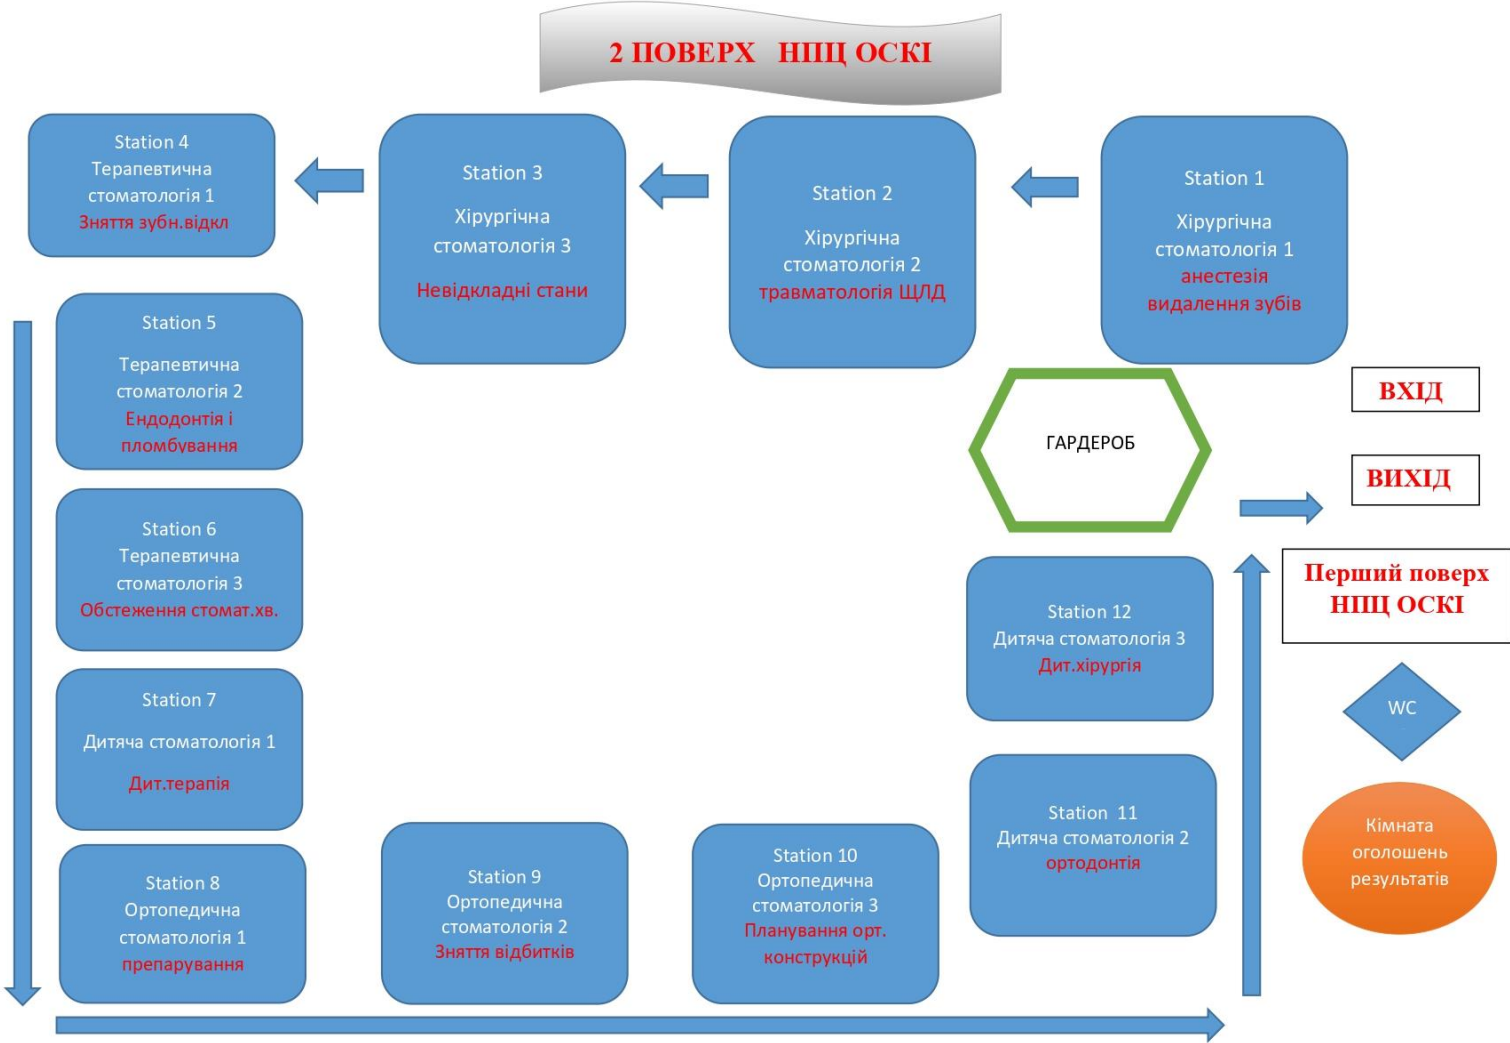 2 ПОВЕРХ НПЦ ОСКІ
Station 1
Хірургічна
стоматологія 1
анестезія
видалення зубів
Station 2
Хірургічна
стоматологія 2
травматологія ЩЛД
Station 3
Хірургічна
стоматологія 3
Невідкладні стани
Station 4
Терапевтична
стоматологія 1
Зняття зубн.відкл
Station 5
Терапевтична
стоматологія 2
Ендодонтія і
пломбування
Station 6
Терапевтична
стоматологія 3
Обстеження стомат.хв.
Station 7
Дитяча стоматологія 1
Дит.терапія
Station 8
Ортопедична
стоматологія 1
препарування
Station 9
Ортопедична
стоматологія 2
Зняття відбитків
Station 10
Ортопедична
стоматологія 3
Планування орт.
конструкцій
Station 11
Дитяча стоматологія 2
ортодонтія
Station 12
Дитяча стоматологія 3
Дит.хірургія
ГАРДЕРОБ
ВХІД
ВИХІД
Перший поверх
НПЦ ОСКІ
WC
Кімната
оголошень
результатів